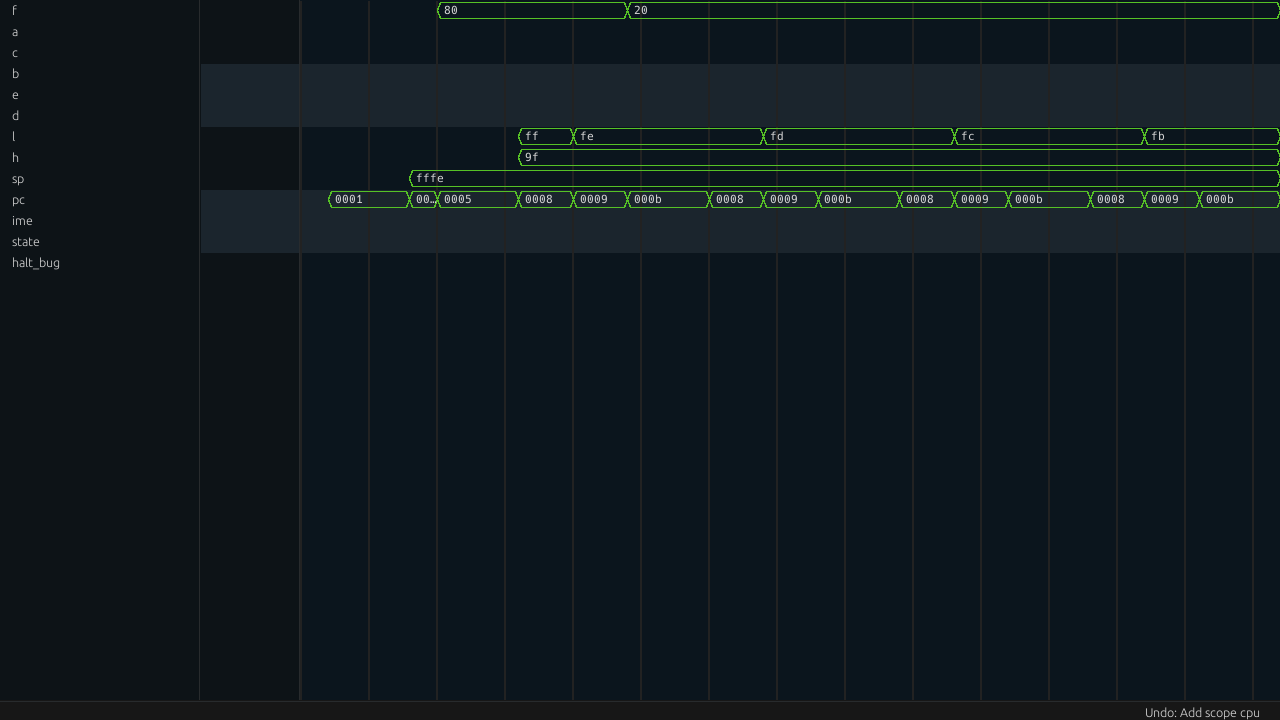 f 80 20
a
c
b
e
d
l ff fe fd fc fb
h 9f
sp fffe
pc 0001 00… 0005 0008 0009 000b 0008 0009 000b 0008 0009 000b 0008 0009 000b
ime
state
halt_bug
Undo: Add scope cpu